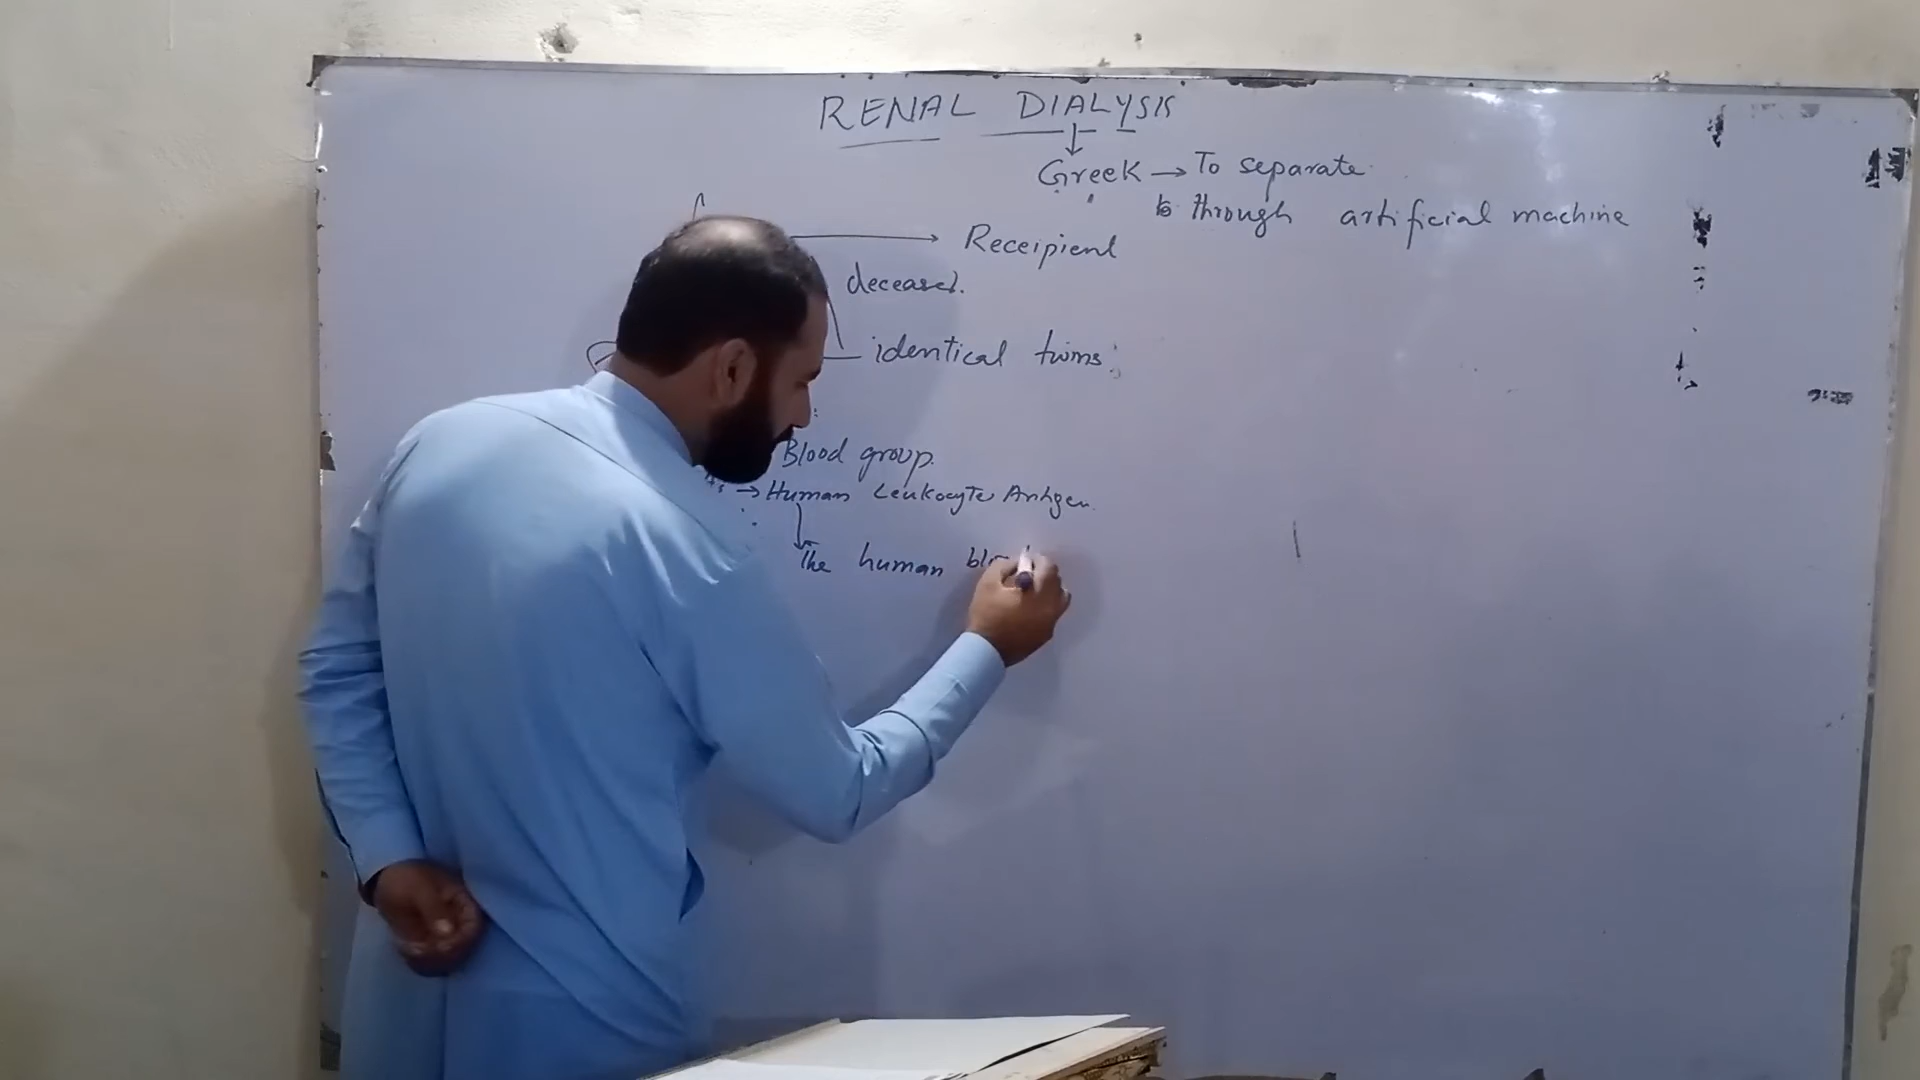 RENAL DIALYSIS
Greek → To separate
through artificial machine
→ Receipient
deceased.
identical twins
Blood group.
→ Human Leukocyte Antigen.
The human